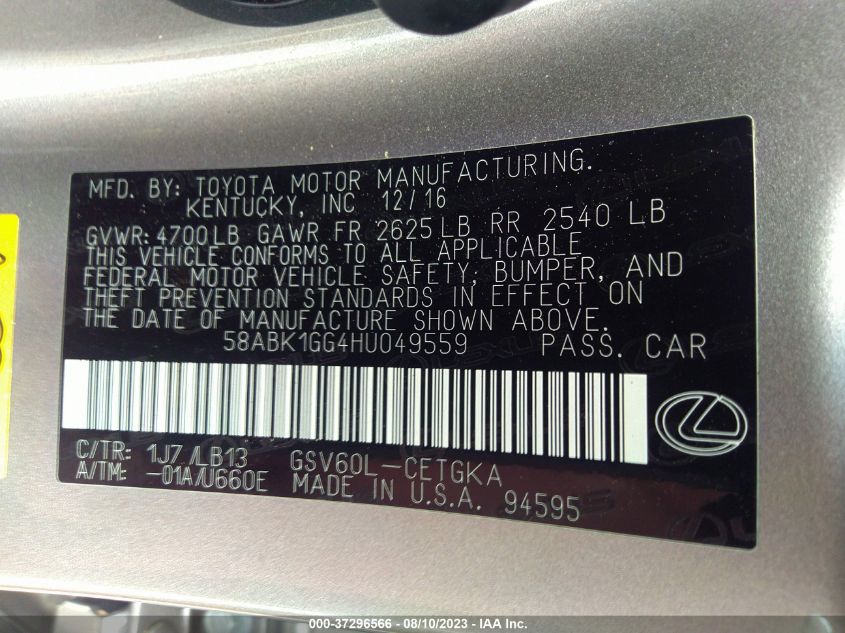 MFD. BY: TOYOTA MOTOR MANUFACTURING.
KENTUCKY, INC 12/16
GVWR: 4700LB GAWR FR 2625 LB RR 2540 LB
THIS VEHICLE CONFORMS TO ALL APPLICABLE
FEDERAL MOTOR VEHICLE SAFETY, BUMPER, AND
THEFT PREVENTION STANDARDS IN EFFECT ON
THE DATE OF MANUFACTURE SHOWN ABOVE.
58ABK1GG4HU049559 PASS. CAR
C/TR: 1J7 /LB13 GSV60L-CETGKA
A/TM: -01A/U660E MADE IN U.S.A. 94595
000-37296566 - 08/10/2023 - IAA Inc.